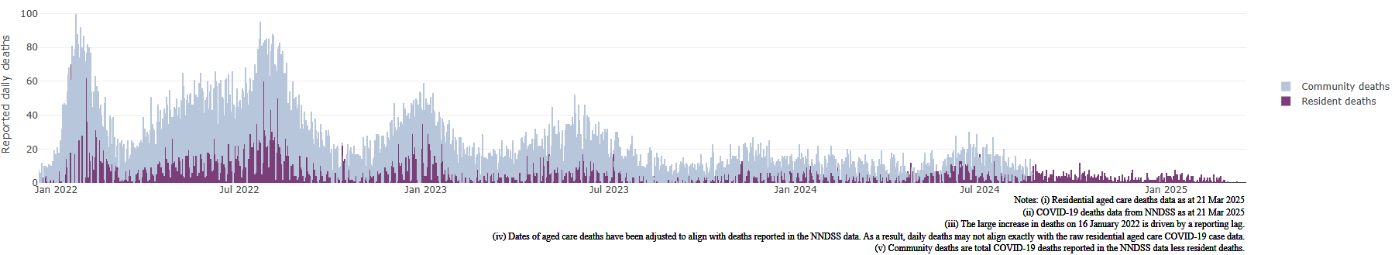 Reported daily deaths
100
80
60
40
20
0
Jan 2022
Jul 2022
Jan 2023
Jul 2023
Jan 2024
Jul 2024
Jan 2025
Community deaths
Resident deaths
Notes: (i) Residential aged care deaths data as at 21 Mar 2025
(ii) COVID-19 deaths data from NNDSS as at 21 Mar 2025
(iii) The large increase in deaths on 16 January 2022 is driven by a reporting lag.
(iv) Dates of aged care deaths have been adjusted to align with deaths reported in the NNDSS data. As a result, daily deaths may not align exactly with the raw residential aged care COVID-19 case data.
(v) Community deaths are total COVID-19 deaths reported in the NNDSS data less resident deaths.